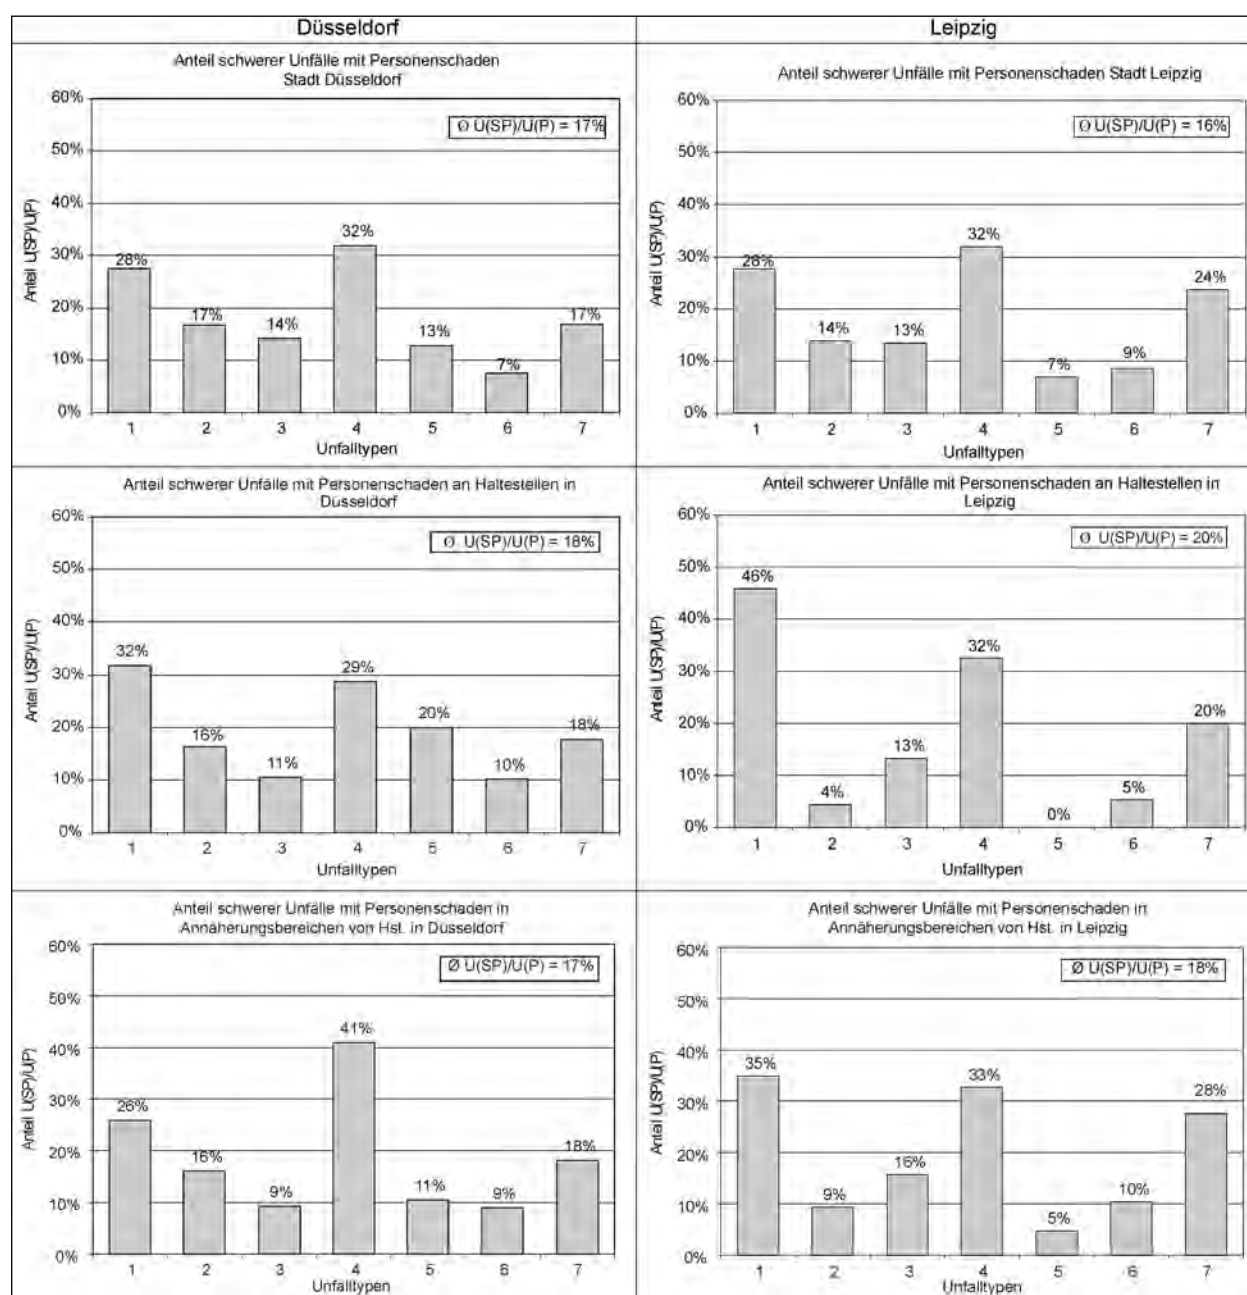 Düsseldorf
Leipzig
Anteil schwerer Unfälle mit Personenschaden
Stadt Düsseldorf
Ø U(SP)/U(P) = 17%
Anteil U(SP)/U(P)
60%
50%
40%
30%
20%
10%
0%
28%
17%
14%
32%
13%
7%
17%
1 2 3 4 5 6 7
Unfalltypen
Anteil schwerer Unfälle mit Personenschaden Stadt Leipzig
Ø U(SP)/U(P) = 16%
Anteil U(SP)/U(P)
60%
50%
40%
30%
20%
10%
0%
28%
14%
13%
32%
7%
9%
24%
1 2 3 4 5 6 7
Unfalltypen
Anteil schwerer Unfälle mit Personenschaden an Haltestellen in
Düsseldorf
Ø U(SP)/U(P) = 18%
Anteil U(SP)/U(P)
60%
50%
40%
30%
20%
10%
0%
32%
16%
11%
29%
20%
10%
18%
1 2 3 4 5 6 7
Unfalltypen
Anteil schwerer Unfälle mit Personenschaden an Haltestellen in
Leipzig
Ø U(SP)/U(P) = 20%
Anteil U(SP)/U(P)
60%
50%
40%
30%
20%
10%
0%
46%
4%
13%
32%
0%
5%
20%
1 2 3 4 5 6 7
Unfalltypen
Anteil schwerer Unfälle mit Personenschaden in
Annäherungsbereichen von Hst. in Düsseldorf
Ø U(SP)/U(P) = 17%
Anteil U(SP)/U(P)
60%
50%
40%
30%
20%
10%
0%
26%
16%
9%
41%
11%
9%
18%
1 2 3 4 5 6 7
Unfalltypen
Anteil schwerer Unfälle mit Personenschaden in
Annäherungsbereichen von Hst. in Leipzig
Ø U(SP)/U(P) = 18%
Anteil U(SP)/U(P)
60%
50%
40%
30%
20%
10%
0%
35%
9%
16%
33%
5%
10%
28%
1 2 3 4 5 6 7
Unfalltypen